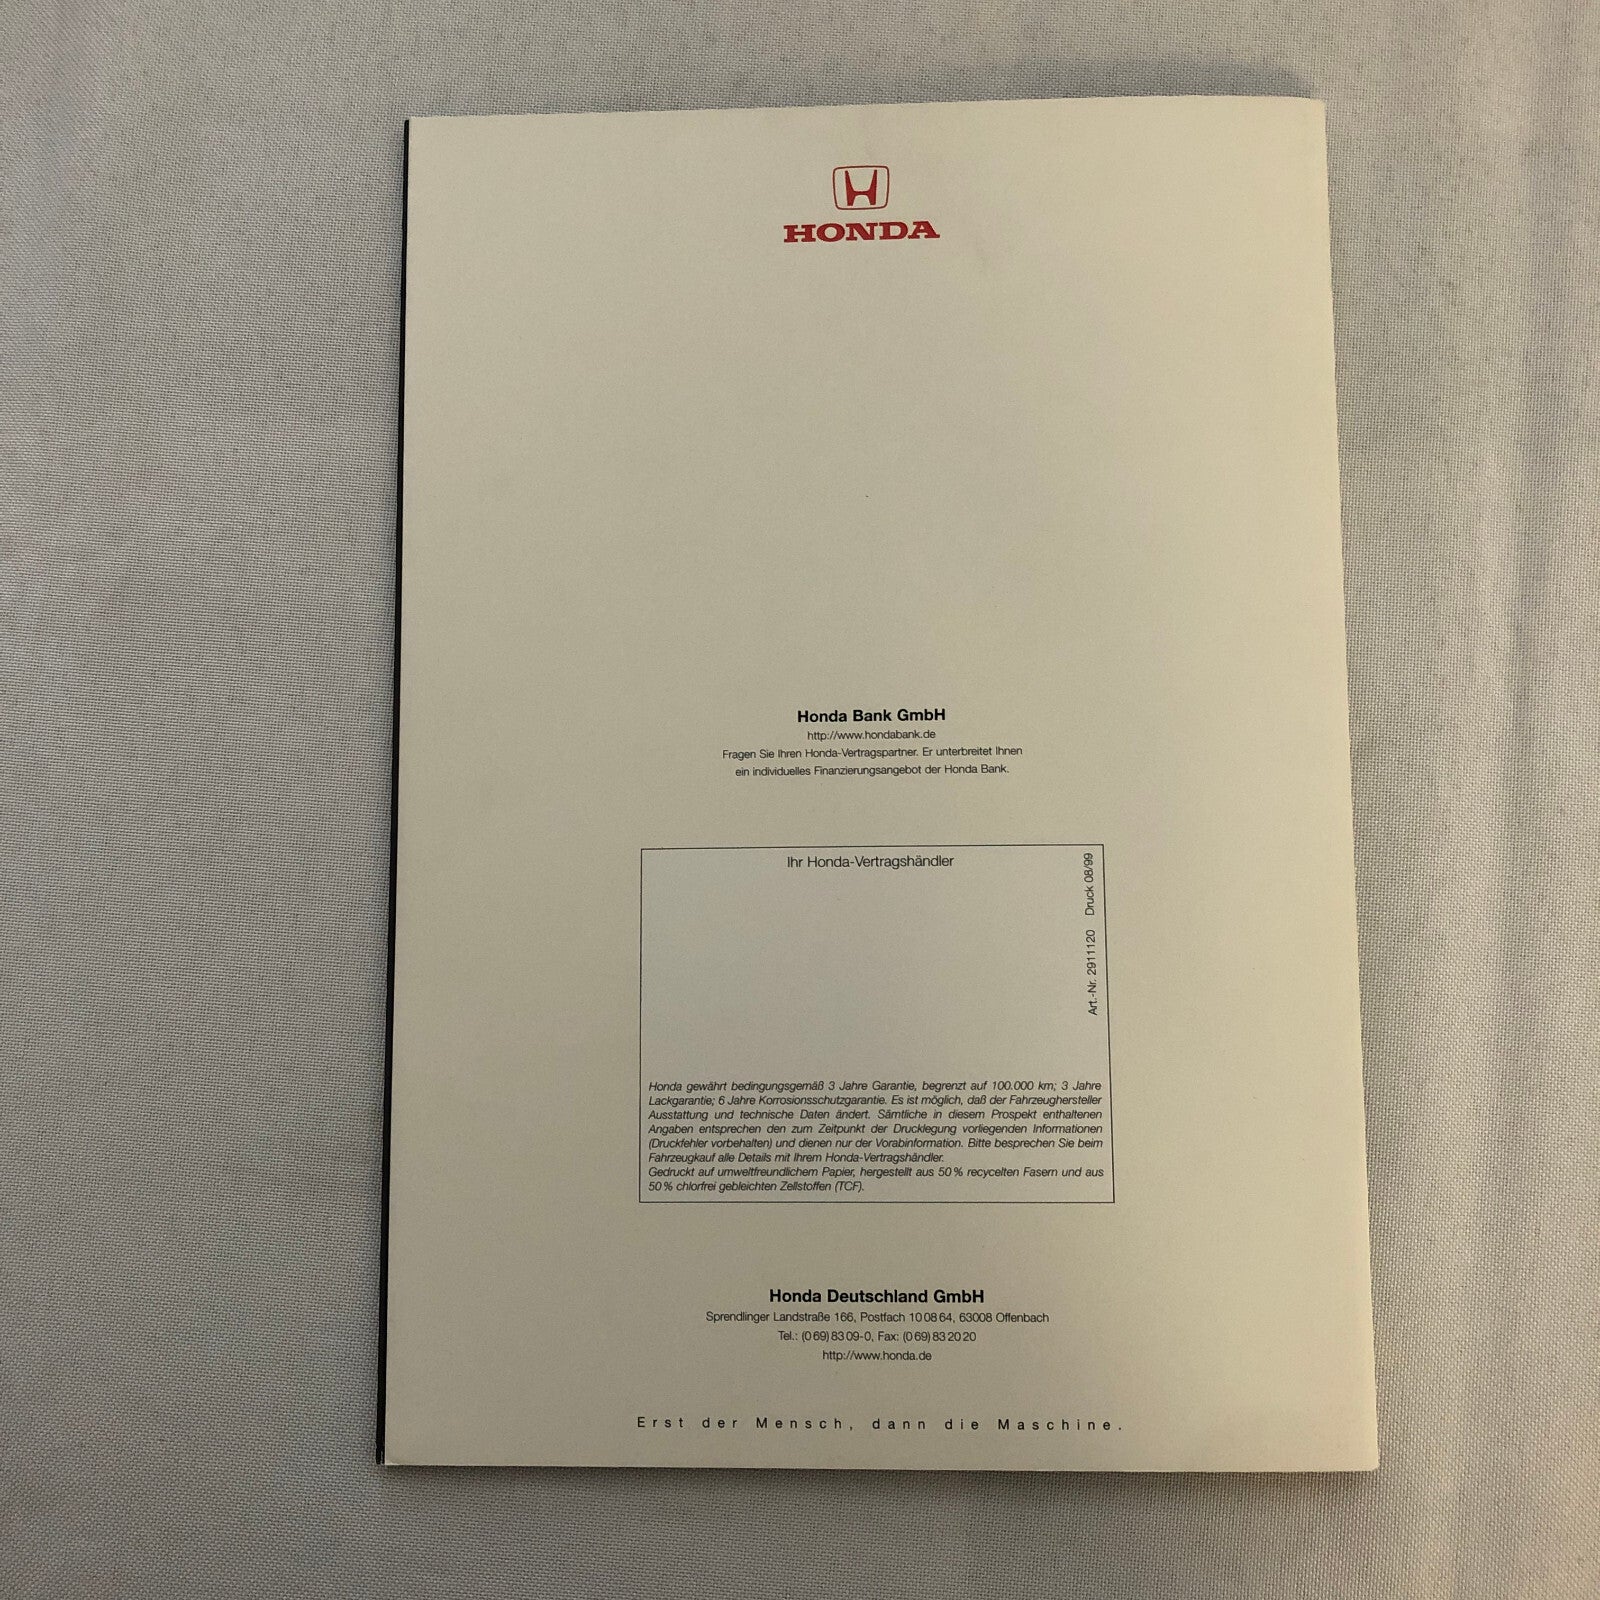 HONDA
Honda Bank GmbH
http://www.hondabank.de
Fragen Sie Ihren Honda-Vertragspartner. Er unterbreitet Ihnen
ein individuelles Finanzierungsangebot der Honda Bank.
Ihr Honda-Vertragshändler
Art.-Nr. 2911120 Druck 08/99
Honda gewährt bedingungsgemäß 3 Jahre Garantie, begrenzt auf 100.000 km; 3 Jahre
Lackgarantie; 6 Jahre Korrosionsschutzgarantie. Es ist möglich, daß der Fahrzeughersteller
Ausstattung und technische Daten ändert. Sämtliche in diesem Prospekt enthaltenen
Angaben entsprechen den zum Zeitpunkt der Drucklegung vorliegenden Informationen
(Druckfehler vorbehalten) und dienen nur der Vorabinformation. Bitte besprechen Sie beim
Fahrzeugkauf alle Details mit Ihrem Honda-Vertragshändler.
Gedruckt auf umweltfreundlichem Papier, hergestellt aus 50 % recycelten Fasern und aus
50 % chlorfrei gebleichten Zellstoffen (TCF).
Honda Deutschland GmbH
Sprendlinger Landstraße 166, Postfach 10 08 64, 63008 Offenbach
Tel.: (0 69) 83 09-0, Fax: (0 69) 83 20 20
http://www.honda.de
Erst der Mensch, dann die Maschine.